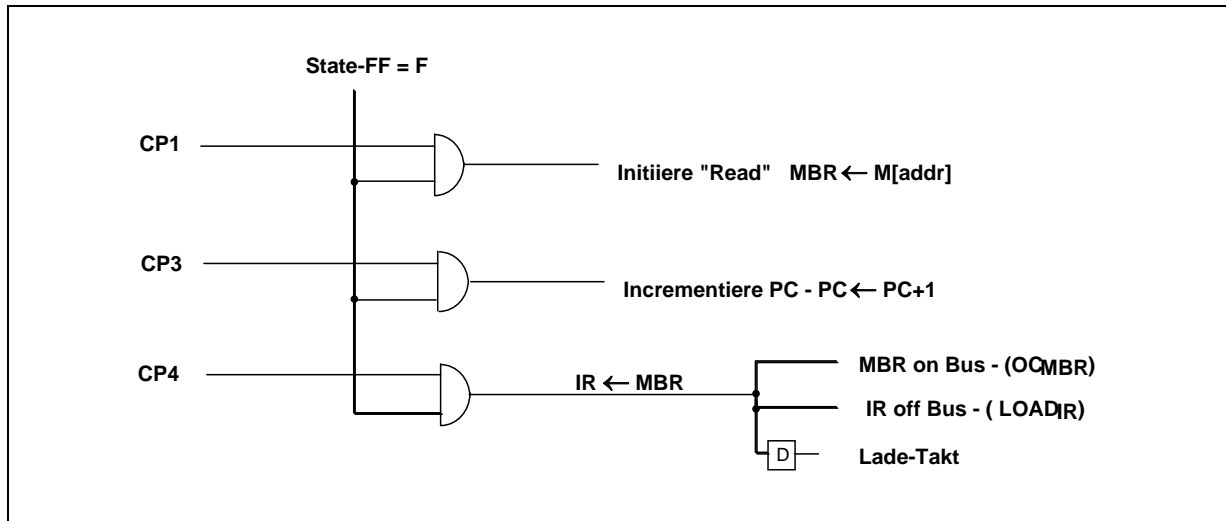 State-FF = F
CP1
Initiiere "Read" MBR ← M[addr]
CP3
Incrementiere PC - PC ← PC+1
CP4
IR ← MBR
MBR on Bus - (OCMBR)
IR off Bus - ( LOADIR)
D
Lade-Takt